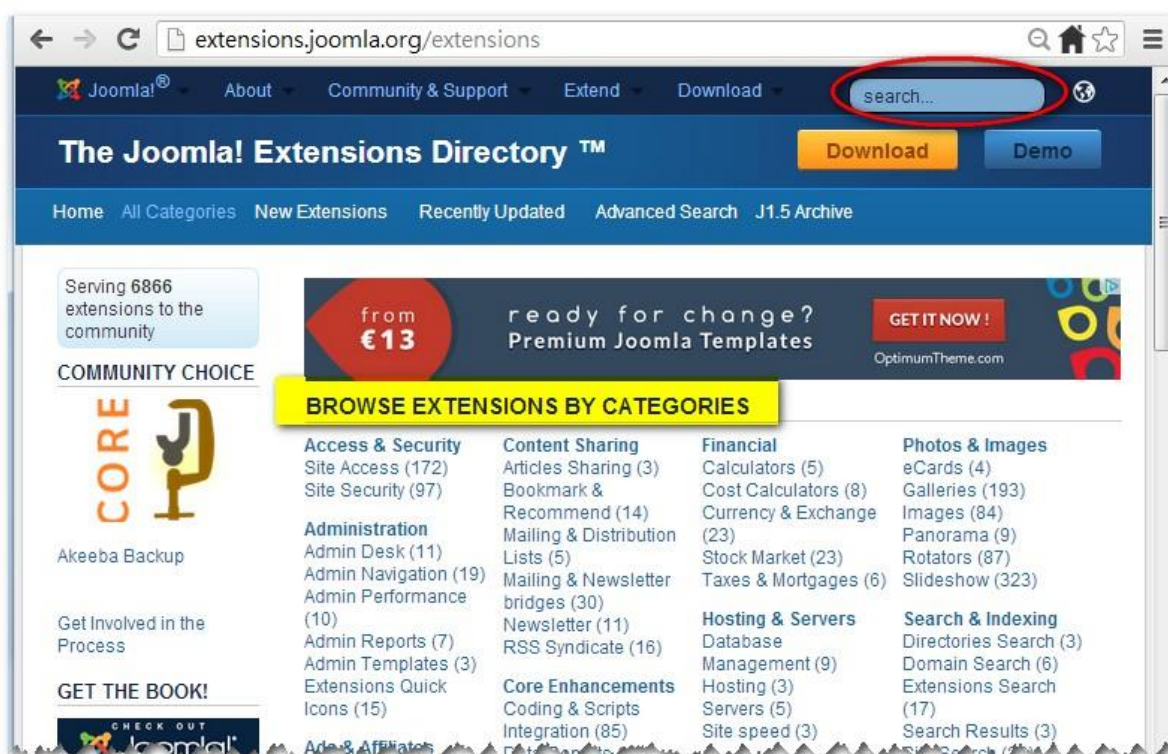 extensions.joomla.org/extensions
Joomla!® About Community & Support Extend Download search...
The Joomla! Extensions Directory ™ Download Demo
Home All Categories New Extensions Recently Updated Advanced Search J1.5 Archive
Serving 6866
extensions to the
community
COMMUNITY CHOICE
CORE
Akeeba Backup
Get Involved in the
Process
GET THE BOOK!
CHECK OUT
Joomla!
from
€13
ready for change?
Premium Joomla Templates
GET IT NOW !
OptimumTheme.com
BROWSE EXTENSIONS BY CATEGORIES
Access & Security
Site Access (172)
Site Security (97)
Administration
Admin Desk (11)
Admin Navigation (19)
Admin Performance
(10)
Admin Reports (7)
Admin Templates (3)
Extensions Quick
Icons (15)
Ads & Affiliates
Content Sharing
Articles Sharing (3)
Bookmark &
Recommend (14)
Mailing & Distribution
Lists (5)
Mailing & Newsletter
bridges (30)
Newsletter (11)
RSS Syndicate (16)
Core Enhancements
Coding & Scripts
Integration (85)
Financial
Calculators (5)
Cost Calculators (8)
Currency & Exchange
(23)
Stock Market (23)
Taxes & Mortgages (6)
Hosting & Servers
Database
Management (9)
Hosting (3)
Servers (5)
Site speed (3)
Photos & Images
eCards (4)
Galleries (193)
Images (84)
Panorama (9)
Rotators (87)
Slideshow (323)
Search & Indexing
Directories Search (3)
Domain Search (6)
Extensions Search
(17)
Search Results (3)
Site Search